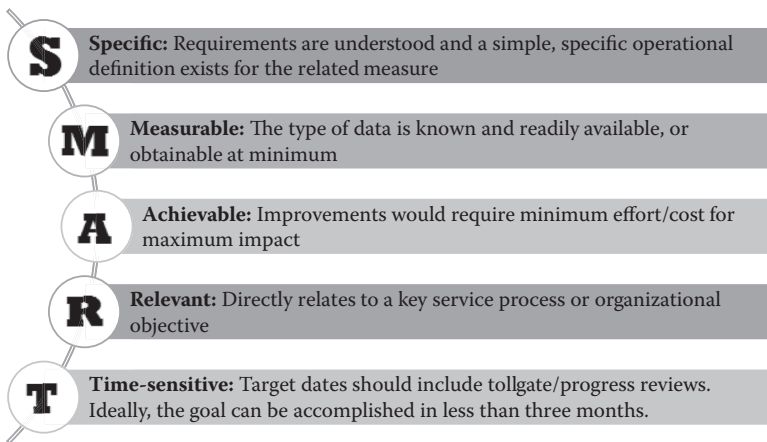 S
Specific: Requirements are understood and a simple, specific operational
definition exists for the related measure
M
Measurable: The type of data is known and readily available, or
obtainable at minimum
A
Achievable: Improvements would require minimum effort/cost for
maximum impact
R
Relevant: Directly relates to a key service process or organizational
objective
T
Time-sensitive: Target dates should include tollgate/progress reviews.
Ideally, the goal can be accomplished in less than three months.